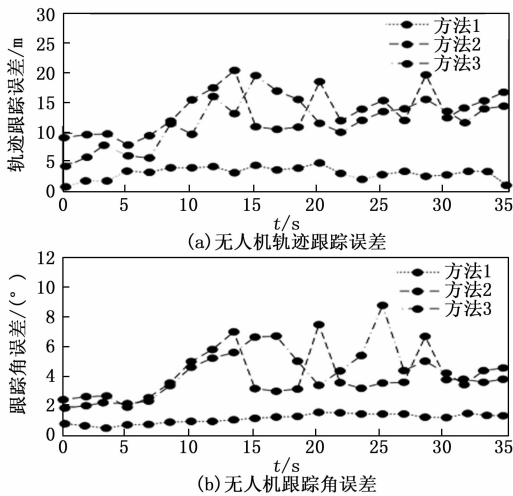 30
25
20
15
10
5
0
轨迹跟踪误差/m
方法1
方法2
方法3
0 5 10 15 20 25 30 35
t/s
(a)无人机轨迹跟踪误差
12
10
8
6
4
2
0
跟踪角误差/(°)
方法1
方法2
方法3
0 5 10 15 20 25 30 35
t/s
(b)无人机跟踪角误差